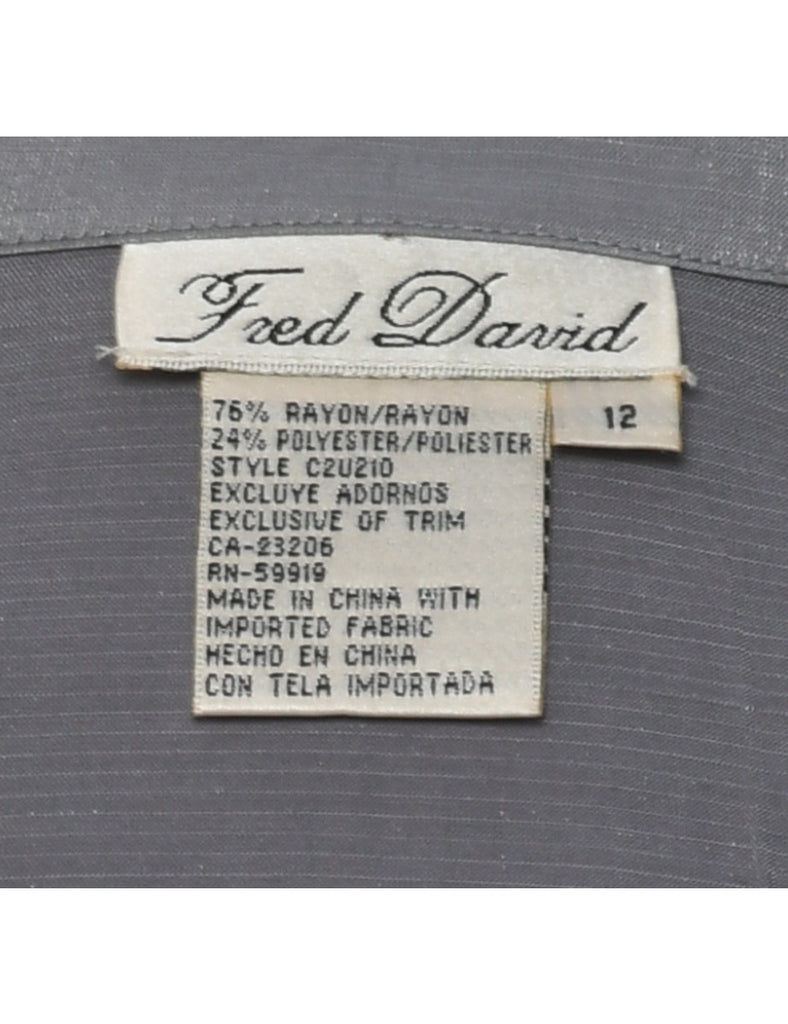 Fred David
12
76% RAYON/RAYON
24% POLYESTER/POLIESTER
STYLE C2U210
EXCLUYE ADORNOS
EXCLUSIVE OF TRIM
CA-23206
RN-59919
MADE IN CHINA WITH
IMPORTED FABRIC
HECHO EN CHINA
CON TELA IMPORTADA